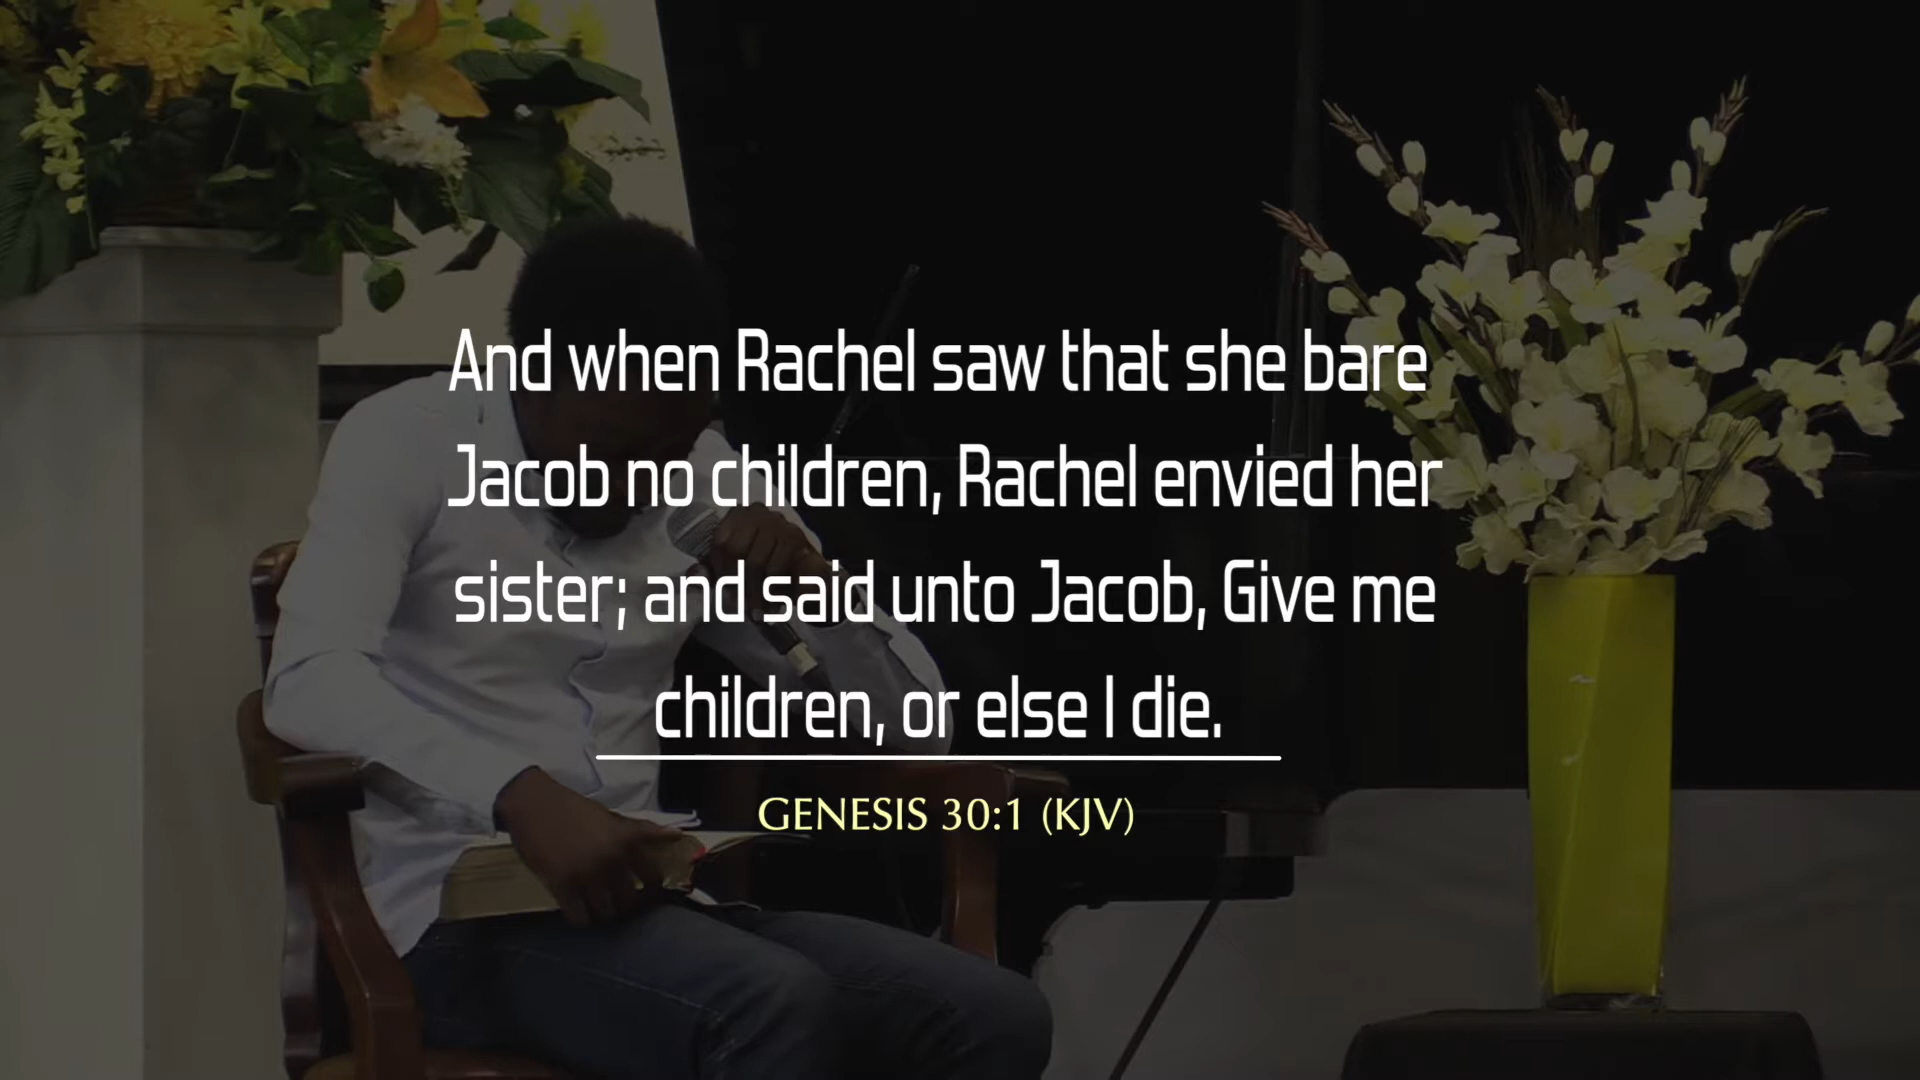 And when Rachel saw that she bare
Jacob no children, Rachel envied her
sister; and said unto Jacob, Give me
children, or else I die.
GENESIS 30:1 (KJV)